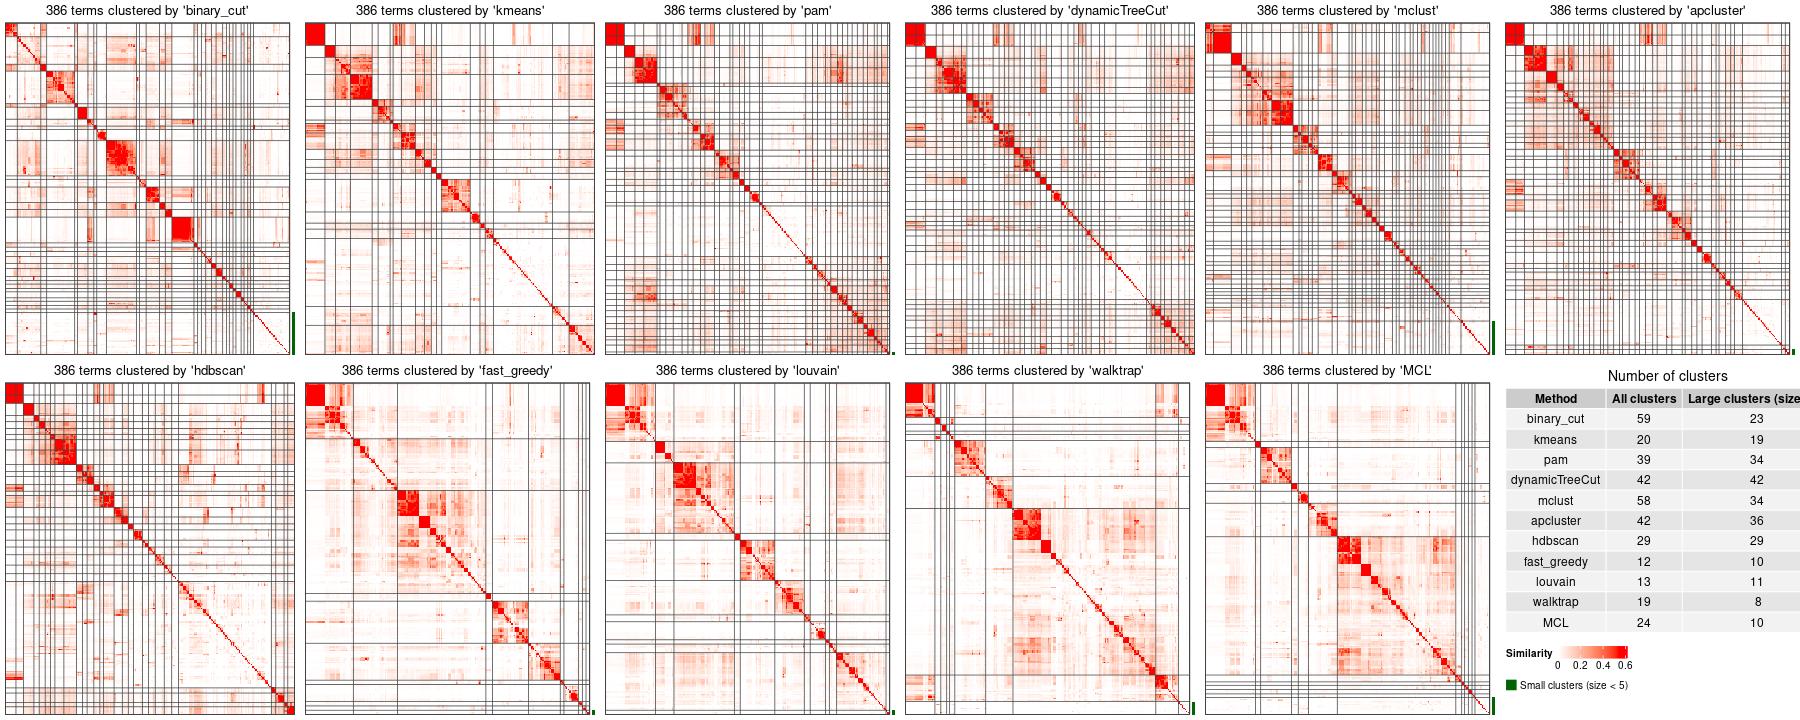 386 terms clustered by 'binary_cut'
386 terms clustered by 'kmeans'
386 terms clustered by 'pam'
386 terms clustered by 'dynamicTreeCut'
386 terms clustered by 'mclust'
386 terms clustered by 'apcluster'
386 terms clustered by 'hdbscan'
386 terms clustered by 'fast_greedy'
386 terms clustered by 'louvain'
386 terms clustered by 'walktrap'
386 terms clustered by 'MCL'
Number of clusters
Method All clusters Large clusters (size
binary_cut 59 23
kmeans 20 19
pam 39 34
dynamicTreeCut 42 42
mclust 58 34
apcluster 42 36
hdbscan 29 29
fast_greedy 12 10
louvain 13 11
walktrap 19 8
MCL 24 10
Similarity
0 0.2 0.4 0.6
Small clusters (size < 5)